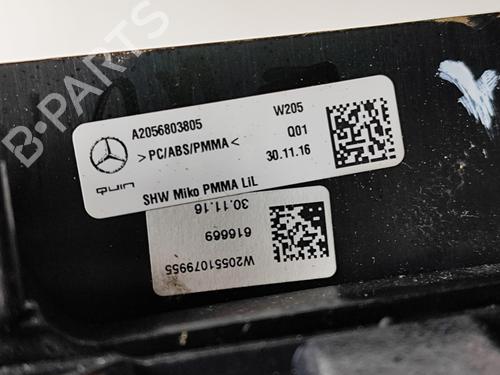 B-PARTS
A2056803805
W205
>PC/ABS/PMMA<
Q01
30.11.16
QUIN
SHW Miko PMMA LiL
30.11.16
616669
W20551079955